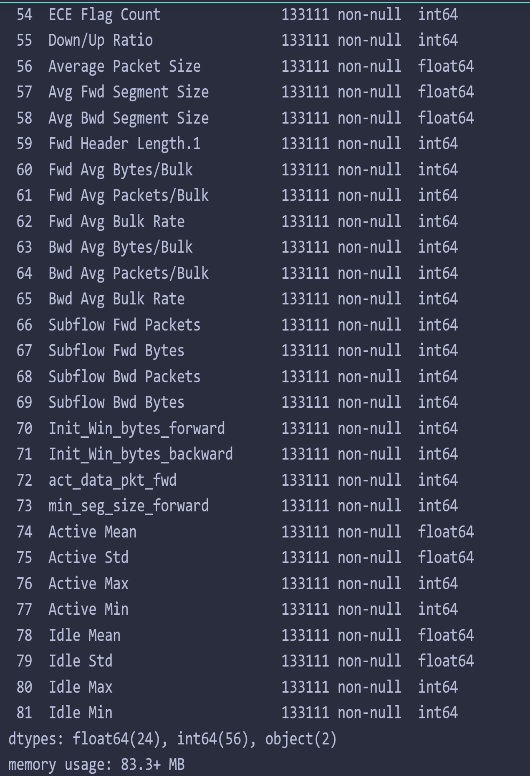 54 ECE Flag Count 133111 non-null int64
55 Down/Up Ratio 133111 non-null int64
56 Average Packet Size 133111 non-null float64
57 Avg Fwd Segment Size 133111 non-null float64
58 Avg Bwd Segment Size 133111 non-null float64
59 Fwd Header Length.1 133111 non-null int64
60 Fwd Avg Bytes/Bulk 133111 non-null int64
61 Fwd Avg Packets/Bulk 133111 non-null int64
62 Fwd Avg Bulk Rate 133111 non-null int64
63 Bwd Avg Bytes/Bulk 133111 non-null int64
64 Bwd Avg Packets/Bulk 133111 non-null int64
65 Bwd Avg Bulk Rate 133111 non-null int64
66 Subflow Fwd Packets 133111 non-null int64
67 Subflow Fwd Bytes 133111 non-null int64
68 Subflow Bwd Packets 133111 non-null int64
69 Subflow Bwd Bytes 133111 non-null int64
70 Init_Win_bytes_forward 133111 non-null int64
71 Init_Win_bytes_backward 133111 non-null int64
72 act_data_pkt_fwd 133111 non-null int64
73 min_seg_size_forward 133111 non-null int64
74 Active Mean 133111 non-null float64
75 Active Std 133111 non-null float64
76 Active Max 133111 non-null int64
77 Active Min 133111 non-null int64
78 Idle Mean 133111 non-null float64
79 Idle Std 133111 non-null float64
80 Idle Max 133111 non-null int64
81 Idle Min 133111 non-null int64
dtypes: float64(24), int64(56), object(2)
memory usage: 83.3+ MB